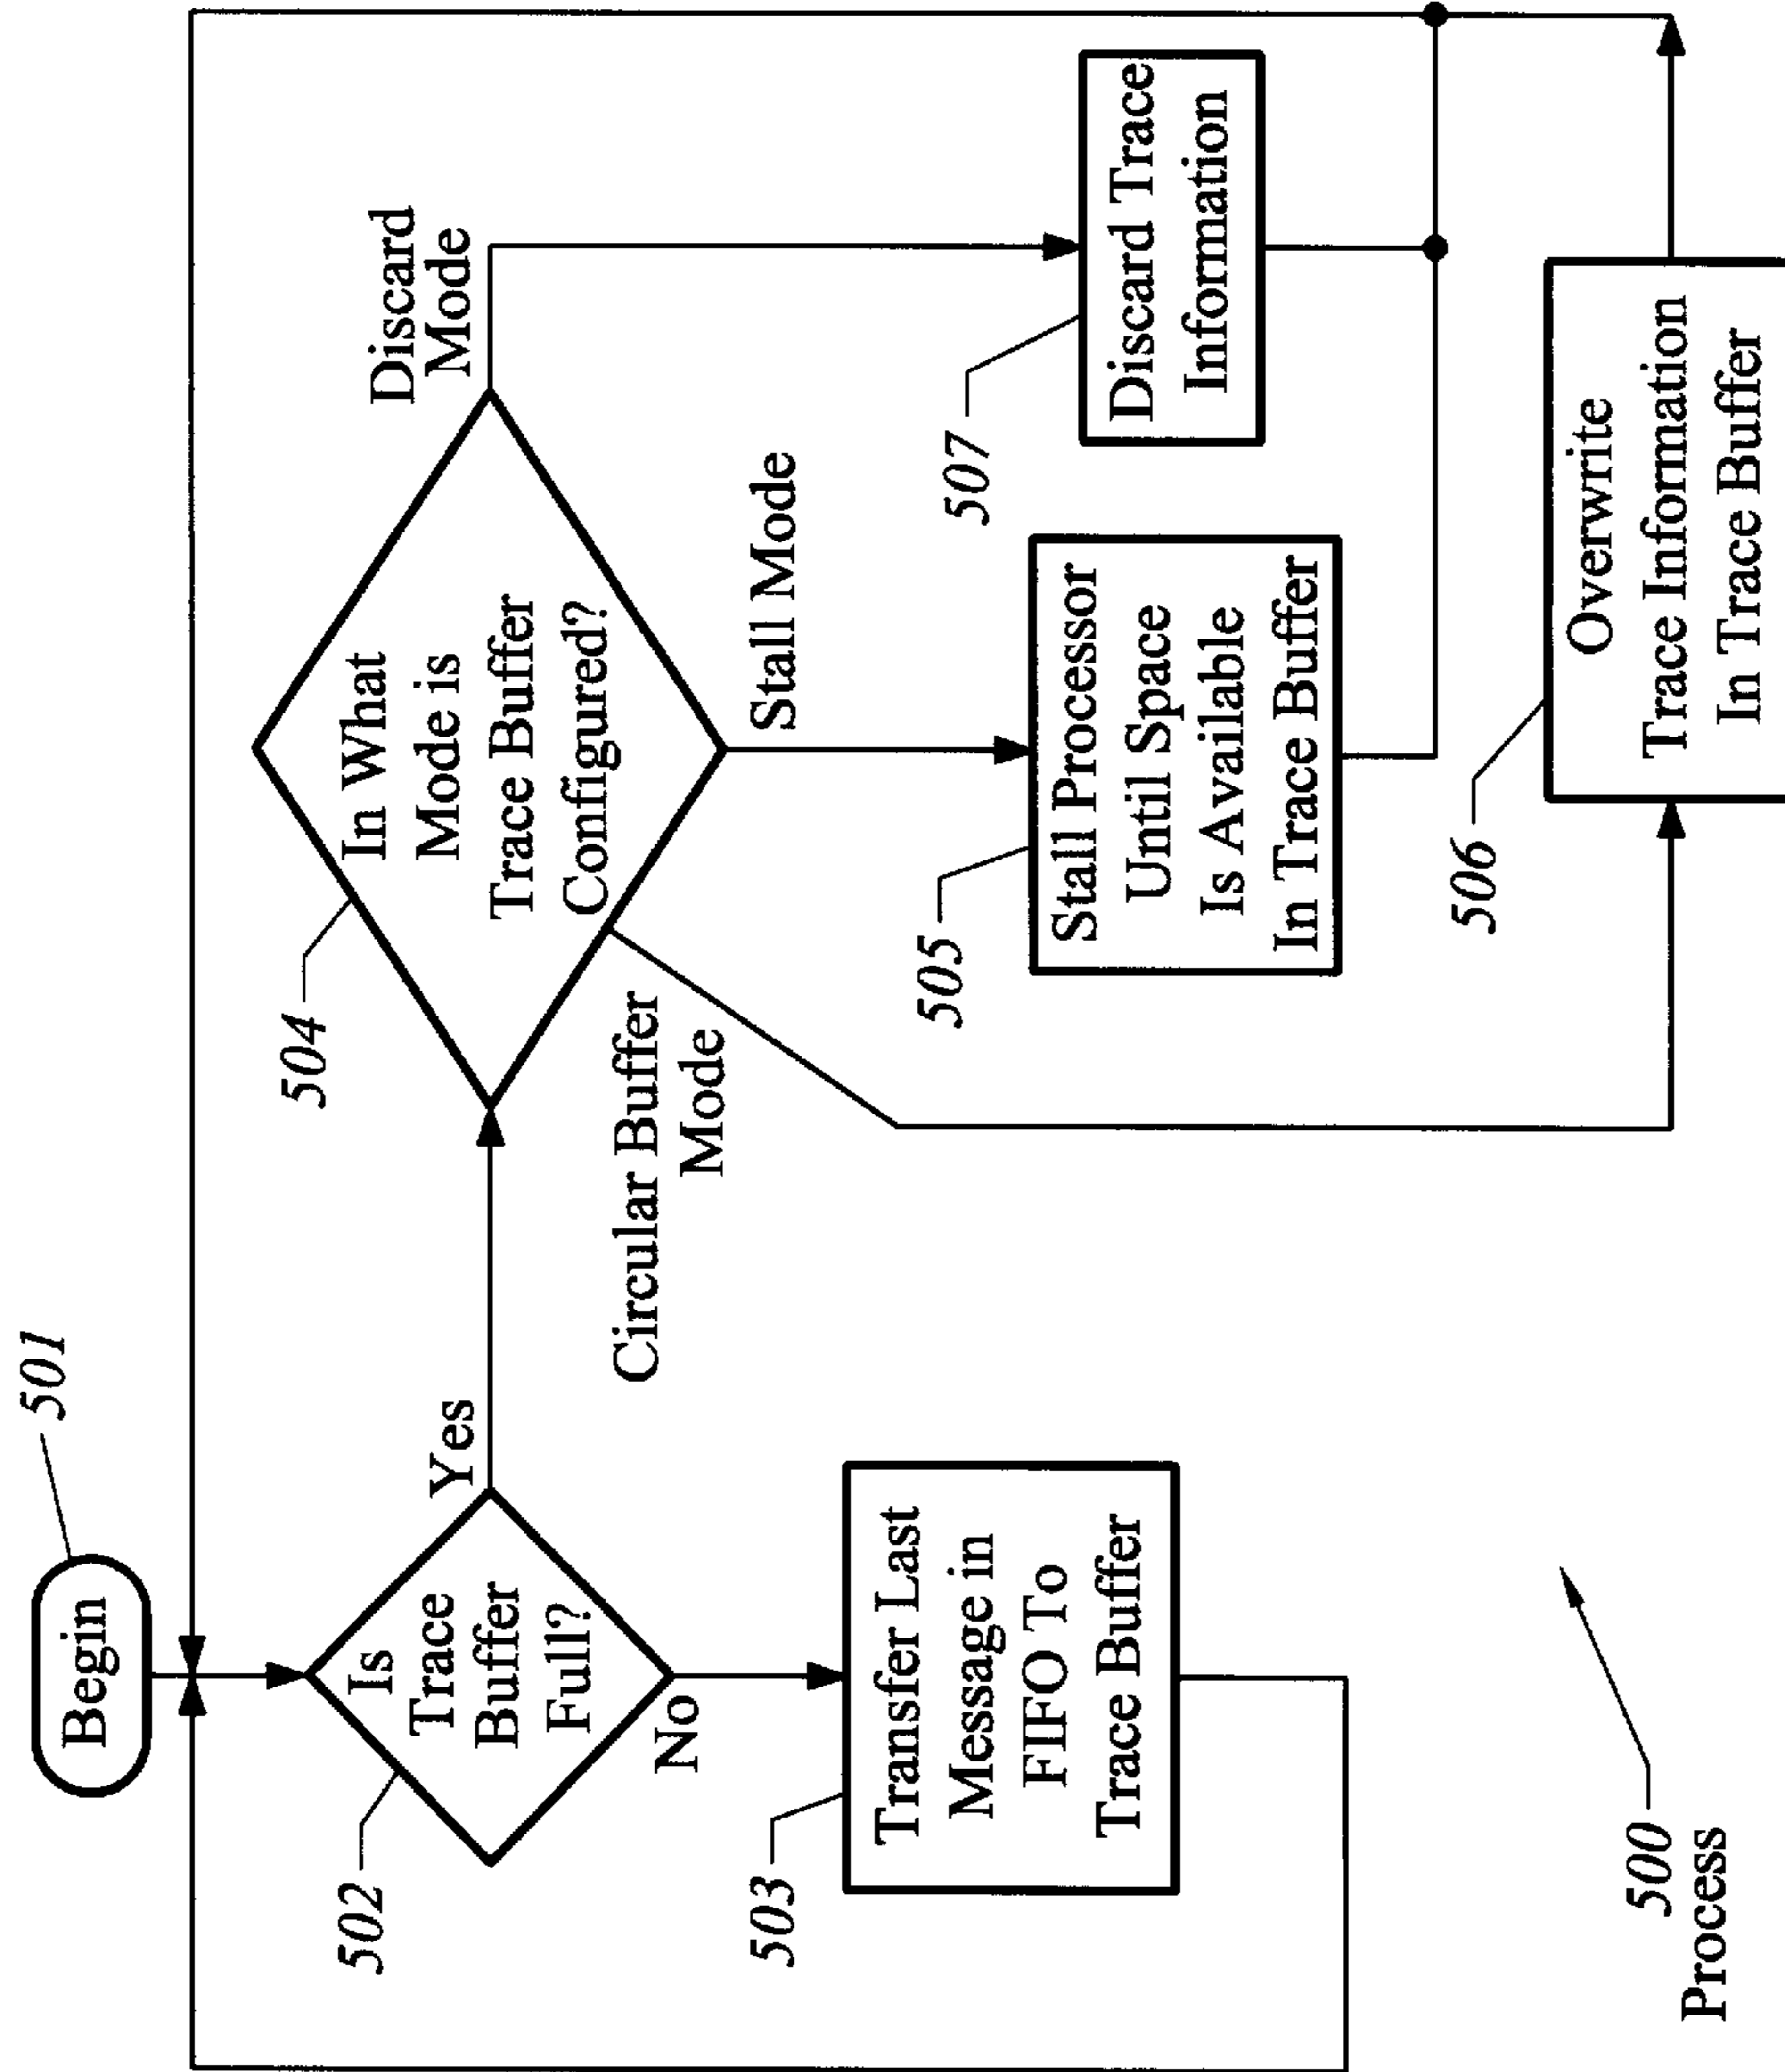 501
Begin
502
Is
Trace
Buffer
Full?
Yes
No
503
Transfer Last
Message in
FIFO To
Trace Buffer
504
In What
Mode is
Trace Buffer
Configured?
Circular Buffer
Mode
Stall Mode
Discard
Mode
505
Stall Processor
Until Space
Is Available
In Trace Buffer
507
Discard Trace
Information
506
Overwrite
Trace Information
In Trace Buffer
500
Process